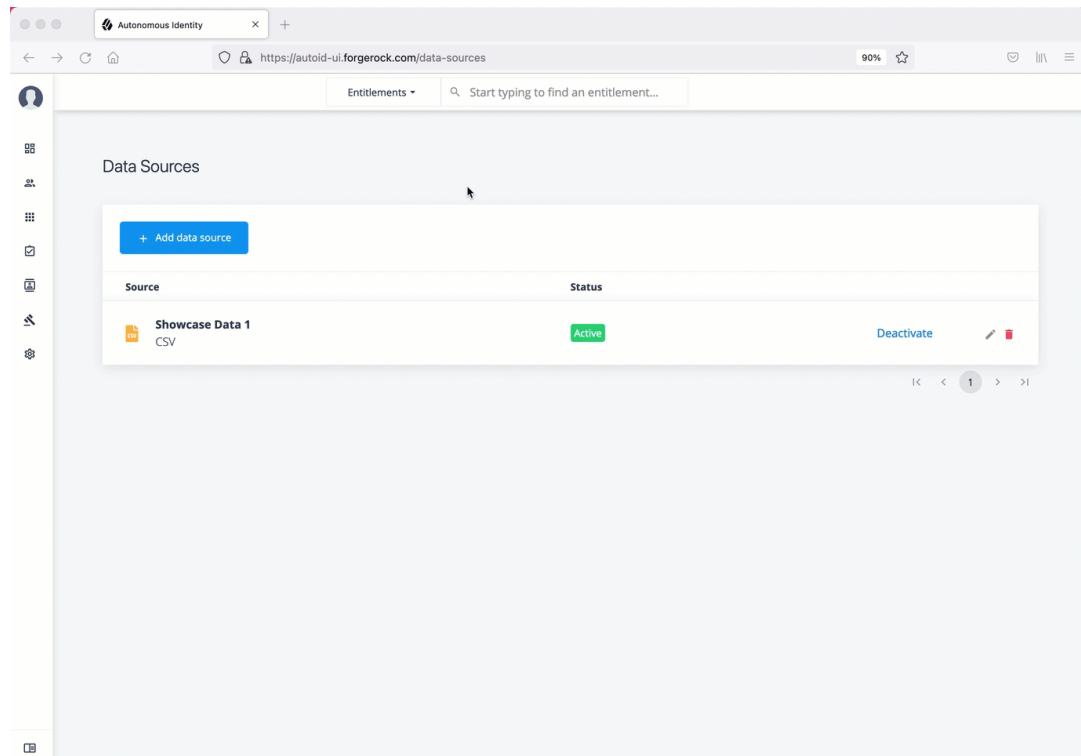 Autonomous Identity
https://autoid-ui.forgerock.com/data-sources
90%
Entitlements
Start typing to find an entitlement...
Data Sources
+ Add data source
Source Status
Showcase Data 1
CSV
Active
Deactivate
1